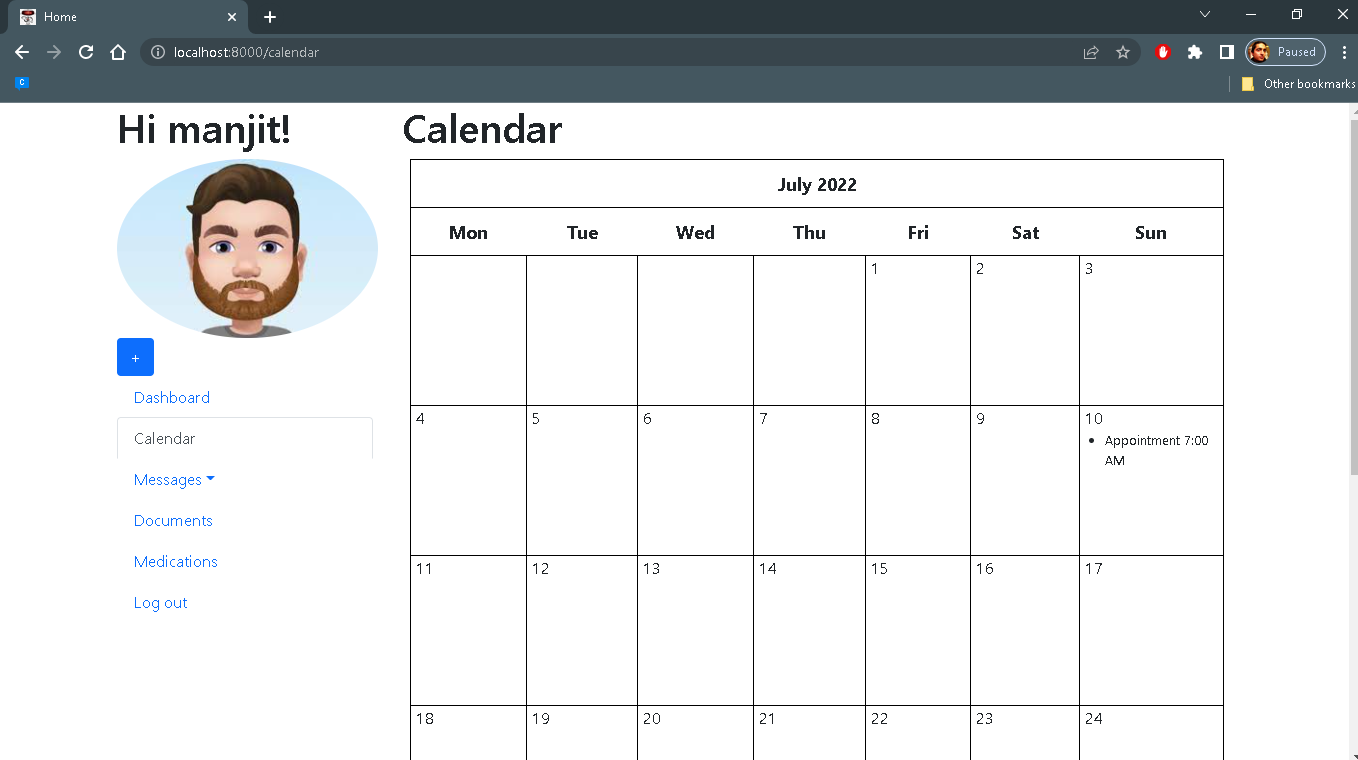 Home
localhost:8000/calendar
Paused
C
Other bookmarks
Hi manjit!
+
Dashboard
Calendar
Messages
Documents
Medications
Log out
Calendar
July 2022
Mon Tue Wed Thu Fri Sat Sun
1 2 3
4 5 6 7 8 9 10
• Appointment 7:00
AM
11 12 13 14 15 16 17
18 19 20 21 22 23 24